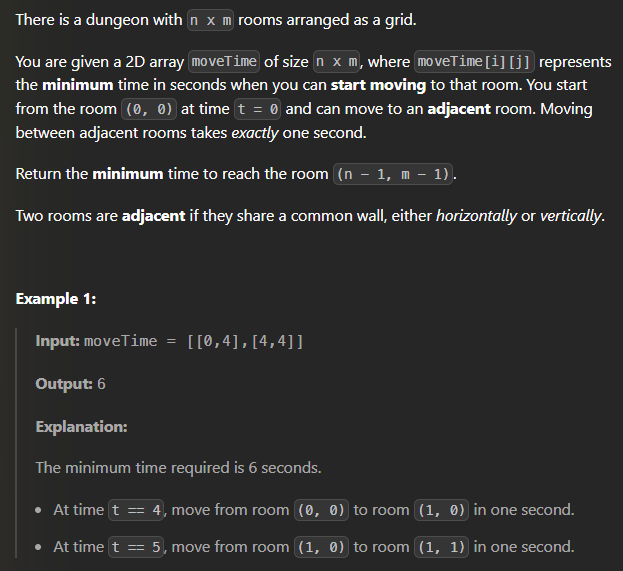 There is a dungeon with n x m rooms arranged as a grid.
You are given a 2D array moveTime of size n x m, where moveTime[i][j] represents
the minimum time in seconds when you can start moving to that room. You start
from the room (0, 0) at time t = 0 and can move to an adjacent room. Moving
between adjacent rooms takes exactly one second.
Return the minimum time to reach the room (n - 1, m - 1).
Two rooms are adjacent if they share a common wall, either horizontally or vertically.
Example 1:
Input: moveTime = [[0,4],[4,4]]
Output: 6
Explanation:
The minimum time required is 6 seconds.
• At time t == 4, move from room (0, 0) to room (1, 0) in one second.
• At time t == 5, move from room (1, 0) to room (1, 1) in one second.